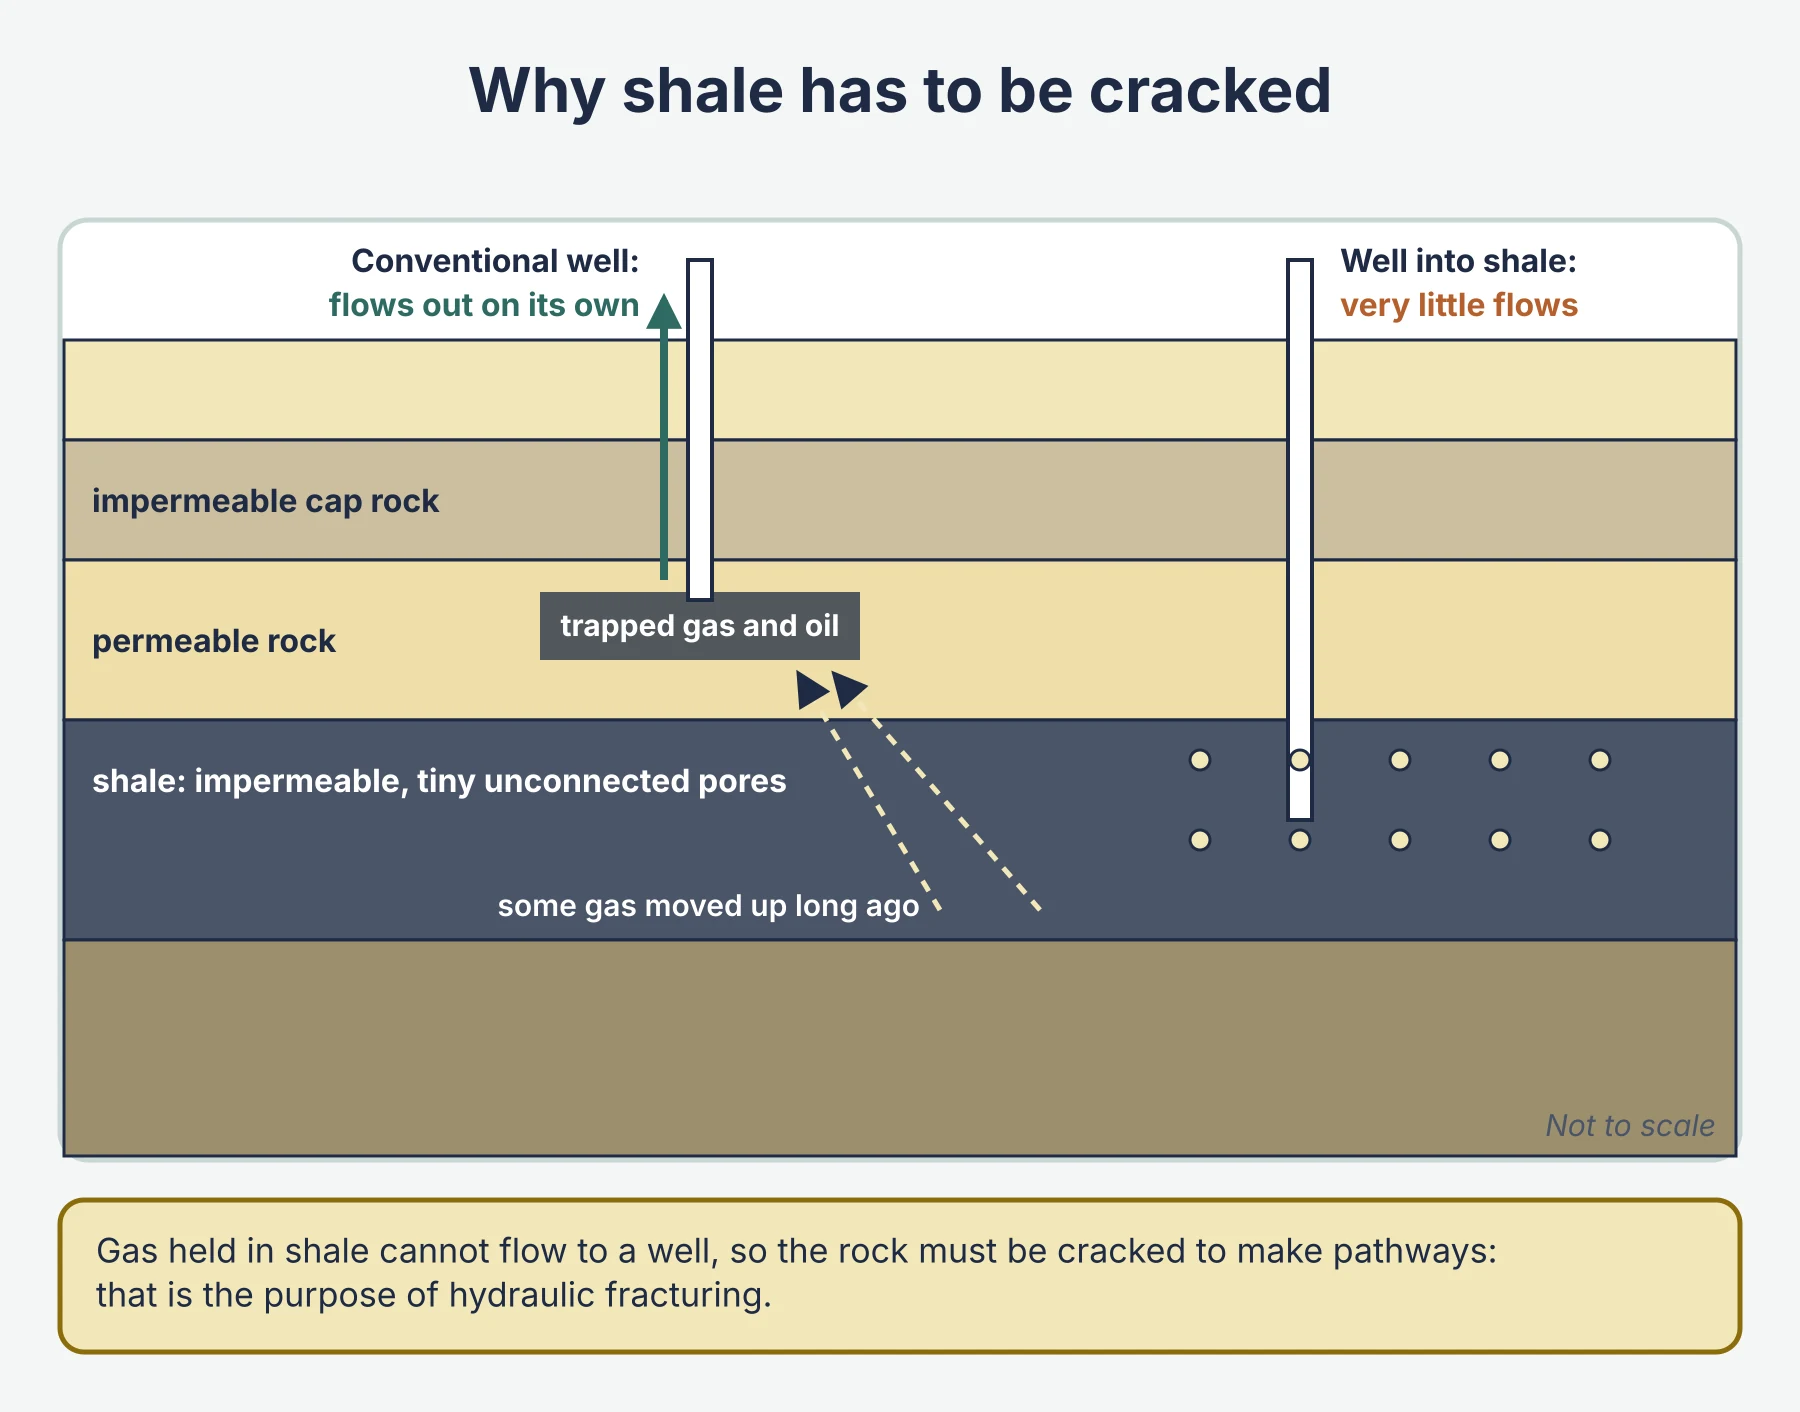 Why shale has to be cracked
Conventional well:
flows out on its own
Well into shale:
very little flows
impermeable cap rock
permeable rock
trapped gas and oil
shale: impermeable, tiny unconnected pores
some gas moved up long ago
Not to scale
Gas held in shale cannot flow to a well, so the rock must be cracked to make pathways:
that is the purpose of hydraulic fracturing.